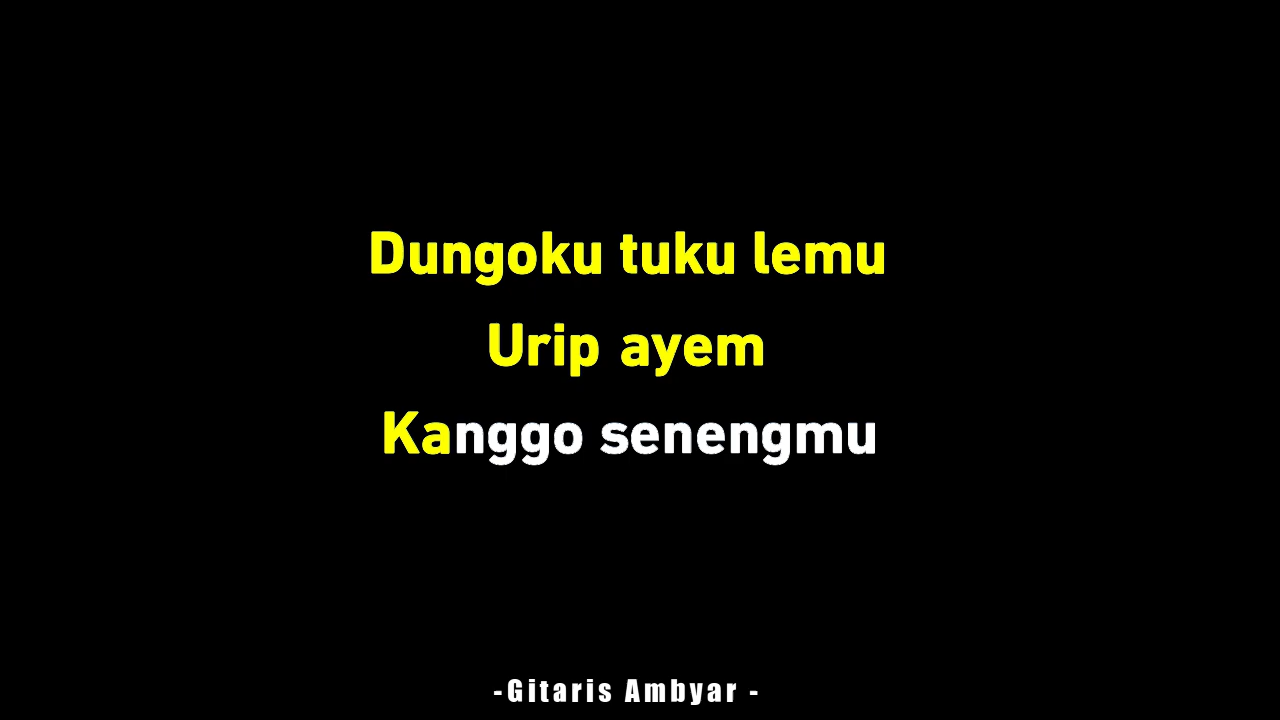 Dungoku tuku lemu
Urip ayem
Kanggo senengmu
-Gitaris Ambyar -